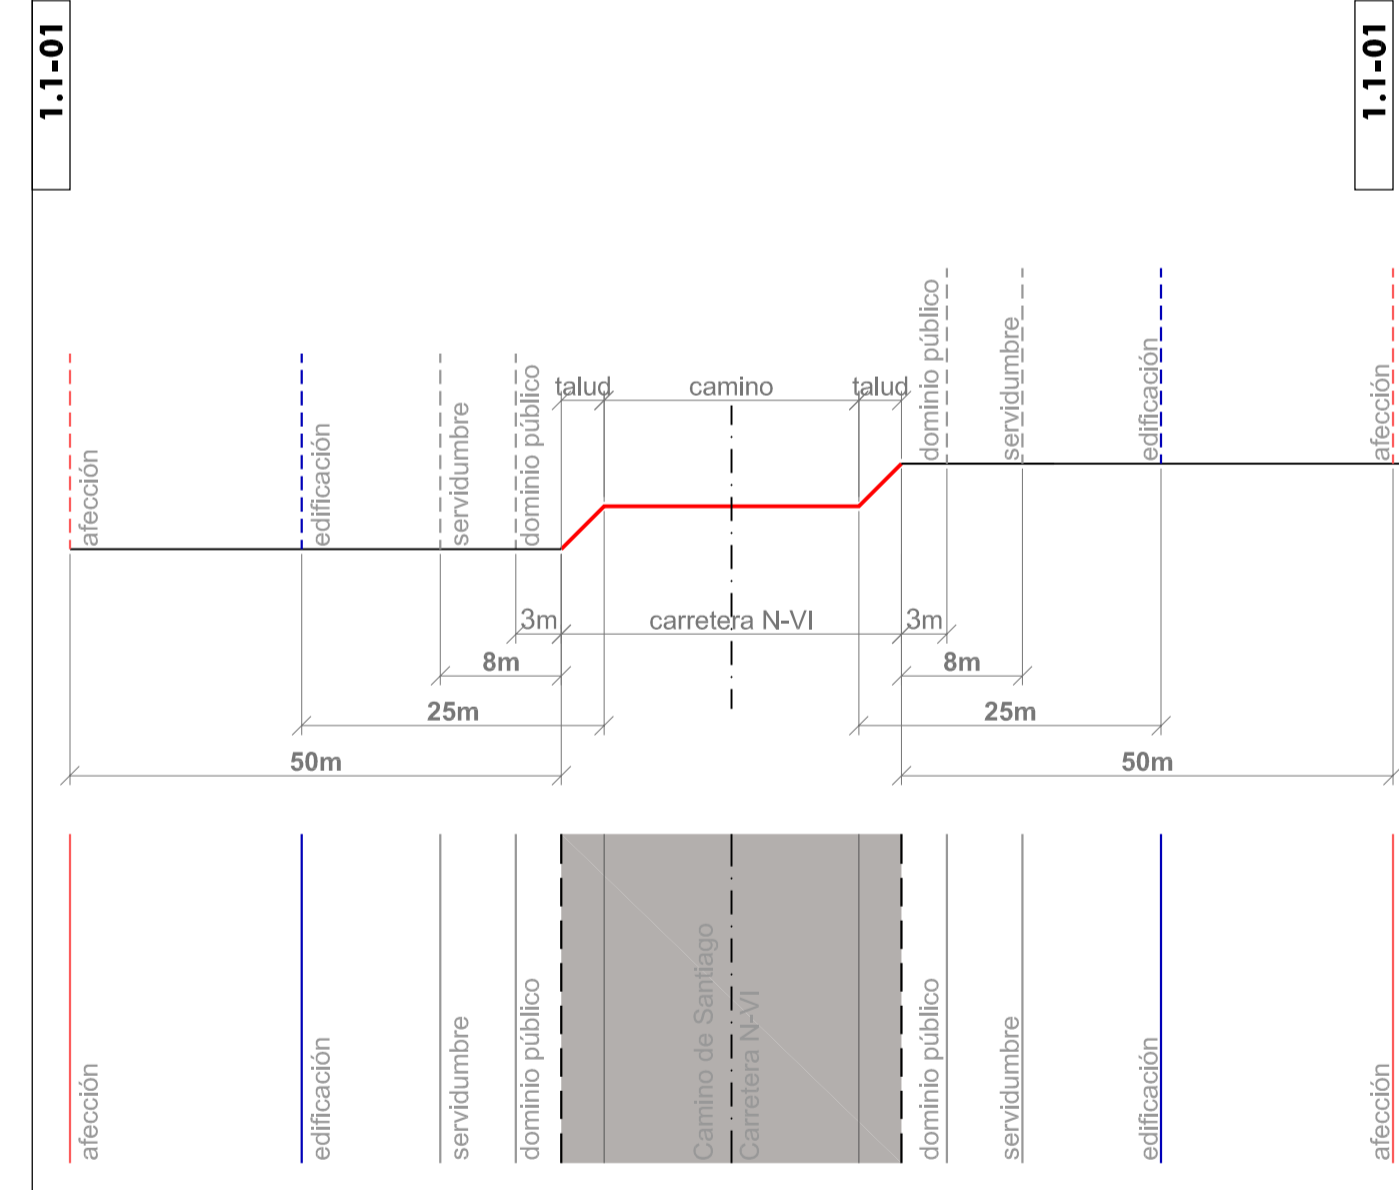 1.1-01
1.1-01
afección
edificación
servidumbre
dominio público
talud
camino
talud
dominio público
servidumbre
edificación
afección
3m
carretera N-VI
3m
8m
8m
25m
25m
50m
50m
afección
edificación
servidumbre
dominio público
Camino de Santiago
Carretera N-VI
dominio público
servidumbre
edificación
afección